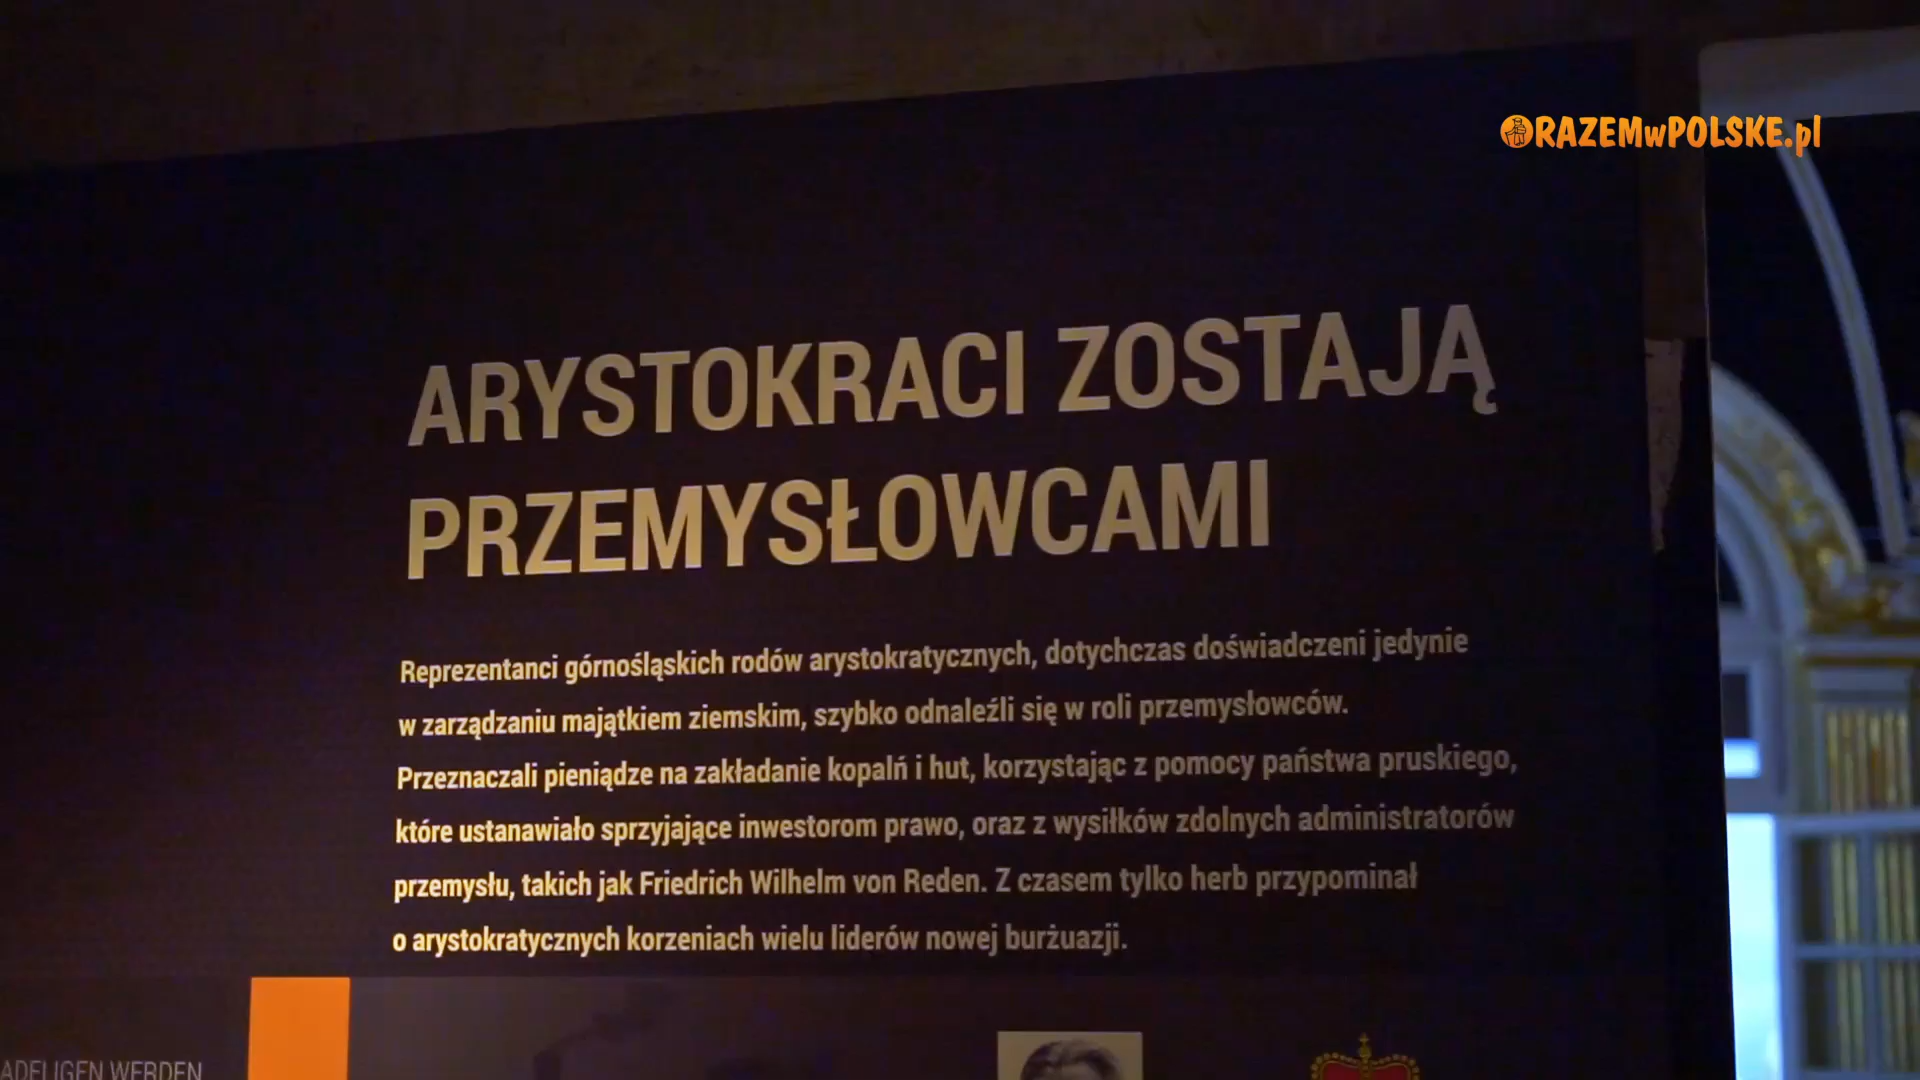 RAZEMwPOLSKE.pl
ARYSTOKRACI ZOSTAJĄ
PRZEMYSŁOWCAMI
Reprezentanci górnośląskich rodów arystokratycznych, dotychczas doświadczeni jedynie
w zarządzaniu majątkiem ziemskim, szybko odnaleźli się w roli przemysłowców.
Przeznaczali pieniądze na zakładanie kopalń i hut, korzystając z pomocy państwa pruskiego,
które ustanawiało sprzyjające inwestorom prawo, oraz z wysiłków zdolnych administratorów
przemysłu, takich jak Friedrich Wilhelm von Reden. Z czasem tylko herb przypominał
o arystokratycznych korzeniach wielu liderów nowej burżuazji.
ADELIGEN WERDEN